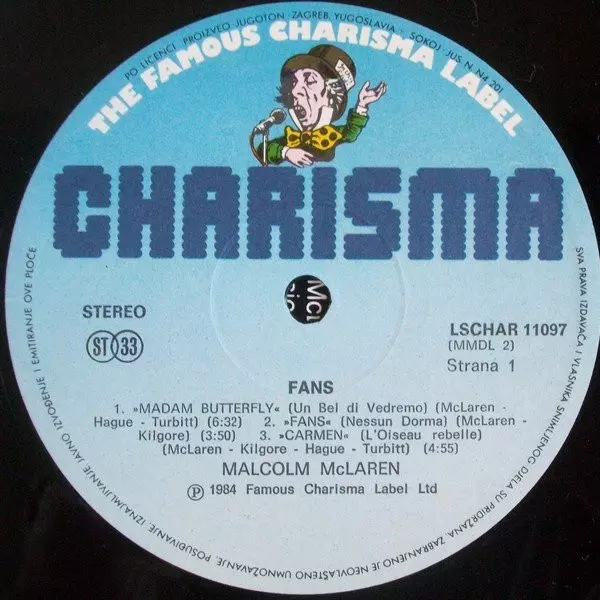 PO LICENCI PROIZVEO JUGOTON - ZAGREB, YUGOSLAVIA - SOKOJ - JUS. N. N4 201
THE FAMOUS CHARISMA LABEL
CHARISMA
STEREO
ST 33
LSCHAR 11097
(MMDL 2)
Strana 1
FANS
1. »MADAM BUTTERFLY« (Un Bel di Vedremo) (McLaren -
Hague - Turbitt) (6:32) 2. »FANS« (Nessun Dorma) (McLaren -
Kilgore) (3:50) 3. »CARMEN« (L'Oiseau rebelle)
(McLaren - Kilgore - Hague - Turbitt) (4:55)
MALCOLM McLAREN
Ⓟ 1984 Famous Charisma Label Ltd
SVA PRAVA IZDAVAČA I VLASNIKA SNIMLJENOG DJELA SU PRIDRŽANA. ZABRANJENO JE NEOVLAŠTENO UMNOŽAVANJE, POSUĐIVANJE, IZNAJMLJIVANJE, JAVNO IZVOĐENJE I EMITIRANJE OVE PLOČE